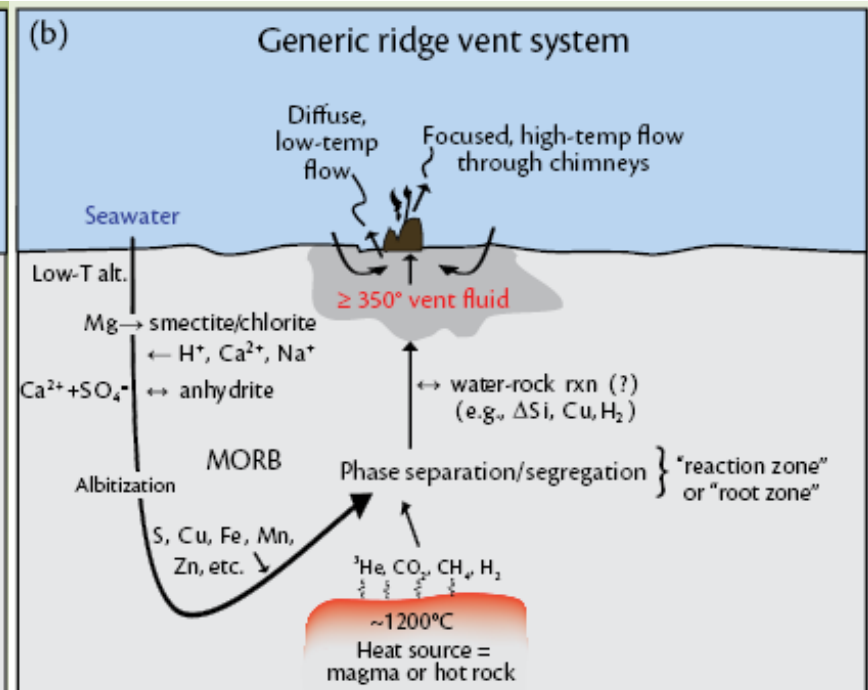 (b)
Generic ridge vent system
Diffuse,
low-temp
flow
Focused, high-temp flow
through chimneys
Seawater
Low-T alt.
≥ 350° vent fluid
Mg→ smectite/chlorite
← H⁺, Ca²⁺, Na⁺
Ca²⁺+SO₄⁼ ↔ anhydrite
↔ water-rock rxn (?)
(e.g., ΔSi, Cu, H₂)
MORB
Albitization
Phase separation/segregation
"reaction zone"
or "root zone"
S, Cu, Fe, Mn,
Zn, etc.
³He, CO₂, CH₄, H₂
~1200°C
Heat source =
magma or hot rock